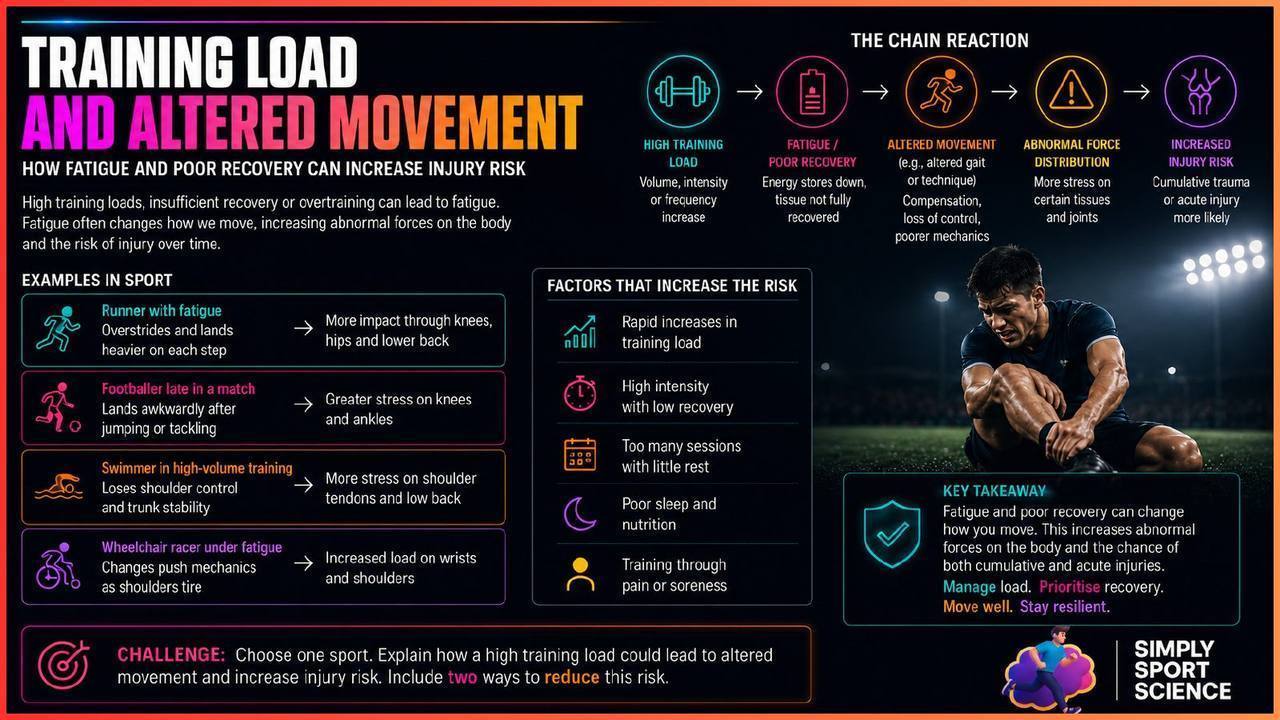 TRAINING LOAD
AND ALTERED MOVEMENT
HOW FATIGUE AND POOR RECOVERY CAN INCREASE INJURY RISK
High training loads, insufficient recovery or overtraining can lead to fatigue.
Fatigue often changes how we move, increasing abnormal forces on the body
and the risk of injury over time.
THE CHAIN REACTION
HIGH TRAINING
LOAD
Volume, intensity
or frequency
increase
FATIGUE /
POOR RECOVERY
Energy stores down,
tissue not fully
recovered
ALTERED MOVEMENT
(e.g., altered gait
or technique)
Compensation,
loss of control,
poorer mechanics
ABNORMAL FORCE
DISTRIBUTION
More stress on
certain tissues
and joints
INCREASED
INJURY RISK
Cumulative trauma
or acute injury
more likely
EXAMPLES IN SPORT
Runner with fatigue
Overstrides and lands
heavier on each step
More impact through knees,
hips and lower back
Footballer late in a match
Lands awkwardly after
jumping or tackling
Greater stress on knees
and ankles
Swimmer in high-volume training
Loses shoulder control
and trunk stability
More stress on shoulder
tendons and low back
Wheelchair racer under fatigue
Changes push mechanics
as shoulders tire
Increased load on wrists
and shoulders
FACTORS THAT INCREASE THE RISK
Rapid increases in
training load
High intensity
with low recovery
Too many sessions
with little rest
Poor sleep and
nutrition
Training through
pain or soreness
KEY TAKEAWAY
Fatigue and poor recovery can change
how you move. This increases abnormal
forces on the body and the chance of
both cumulative and acute injuries.
Manage load. Prioritise recovery.
Move well. Stay resilient.
CHALLENGE: Choose one sport. Explain how a high training load could lead to altered
movement and increase injury risk. Include two ways to reduce this risk.
SIMPLY
SPORT
SCIENCE